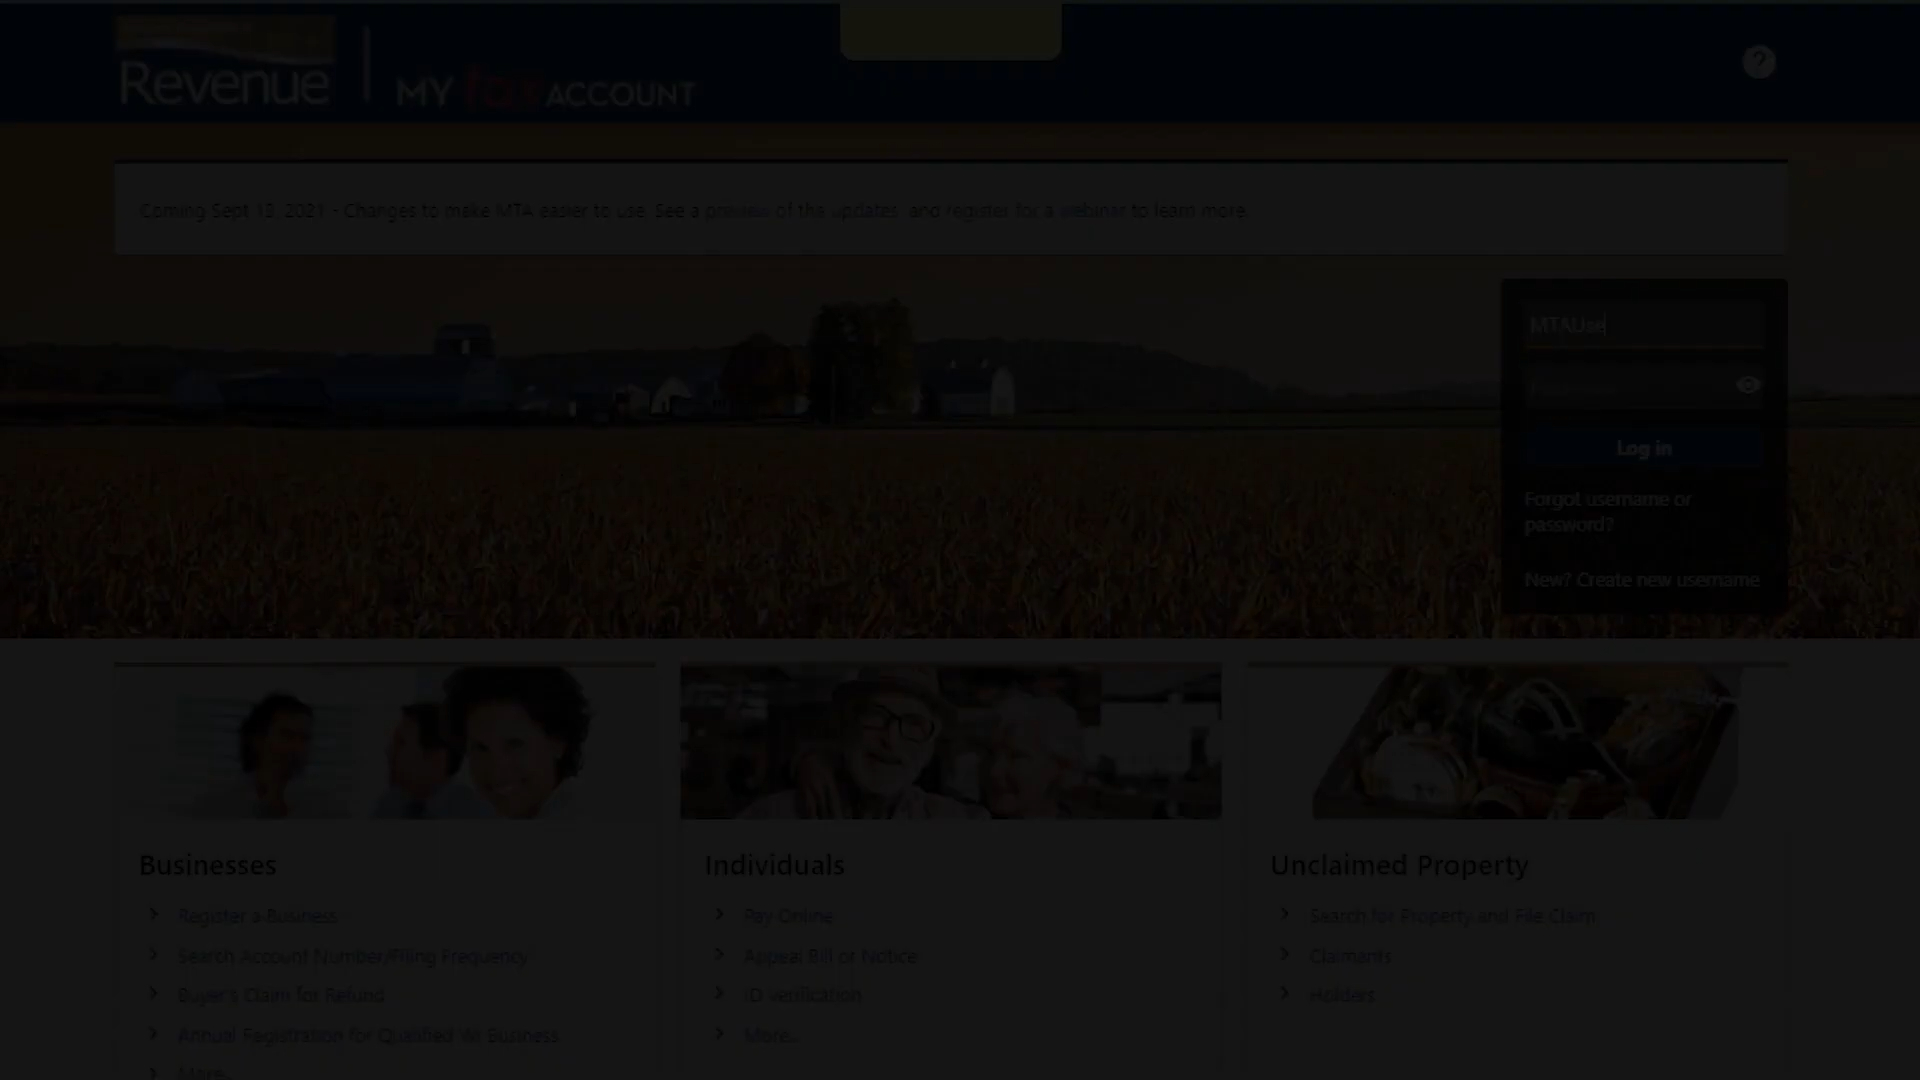 Revenue
MY tax ACCOUNT
?
Coming Sept 13, 2021 - Changes to make MTA easier to use. See a preview of the updates and register for a webinar to learn more.
MTAUse
Log in
Forgot username or
password?
New? Create new username
Businesses
Register a Business
Search Account Number/Filing Frequency
Buyer's Claim for Refund
Annual Registration for Qualified WI Business
More..
Individuals
Pay Online
Appeal Bill or Notice
ID verification
More..
Unclaimed Property
Search for Property and File Claim
Claimants
Holders